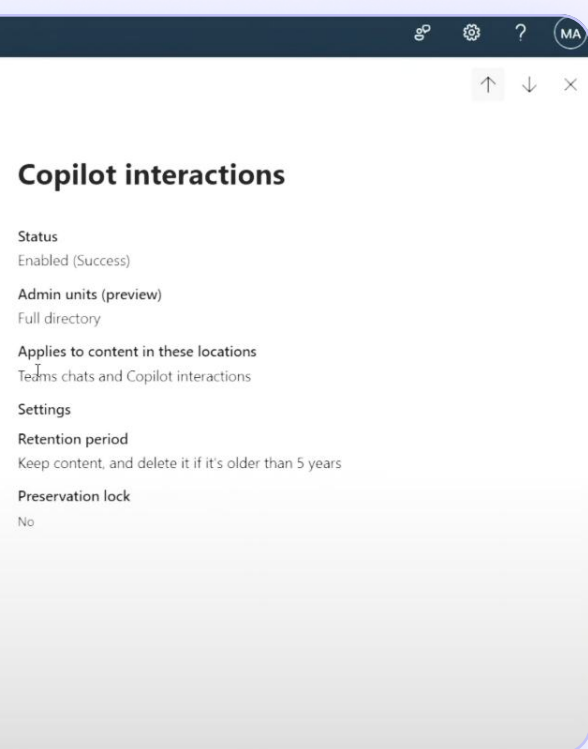 MA
Copilot interactions
Status
Enabled (Success)
Admin units (preview)
Full directory
Applies to content in these locations
Teams chats and Copilot interactions
Settings
Retention period
Keep content, and delete it if it's older than 5 years
Preservation lock
No